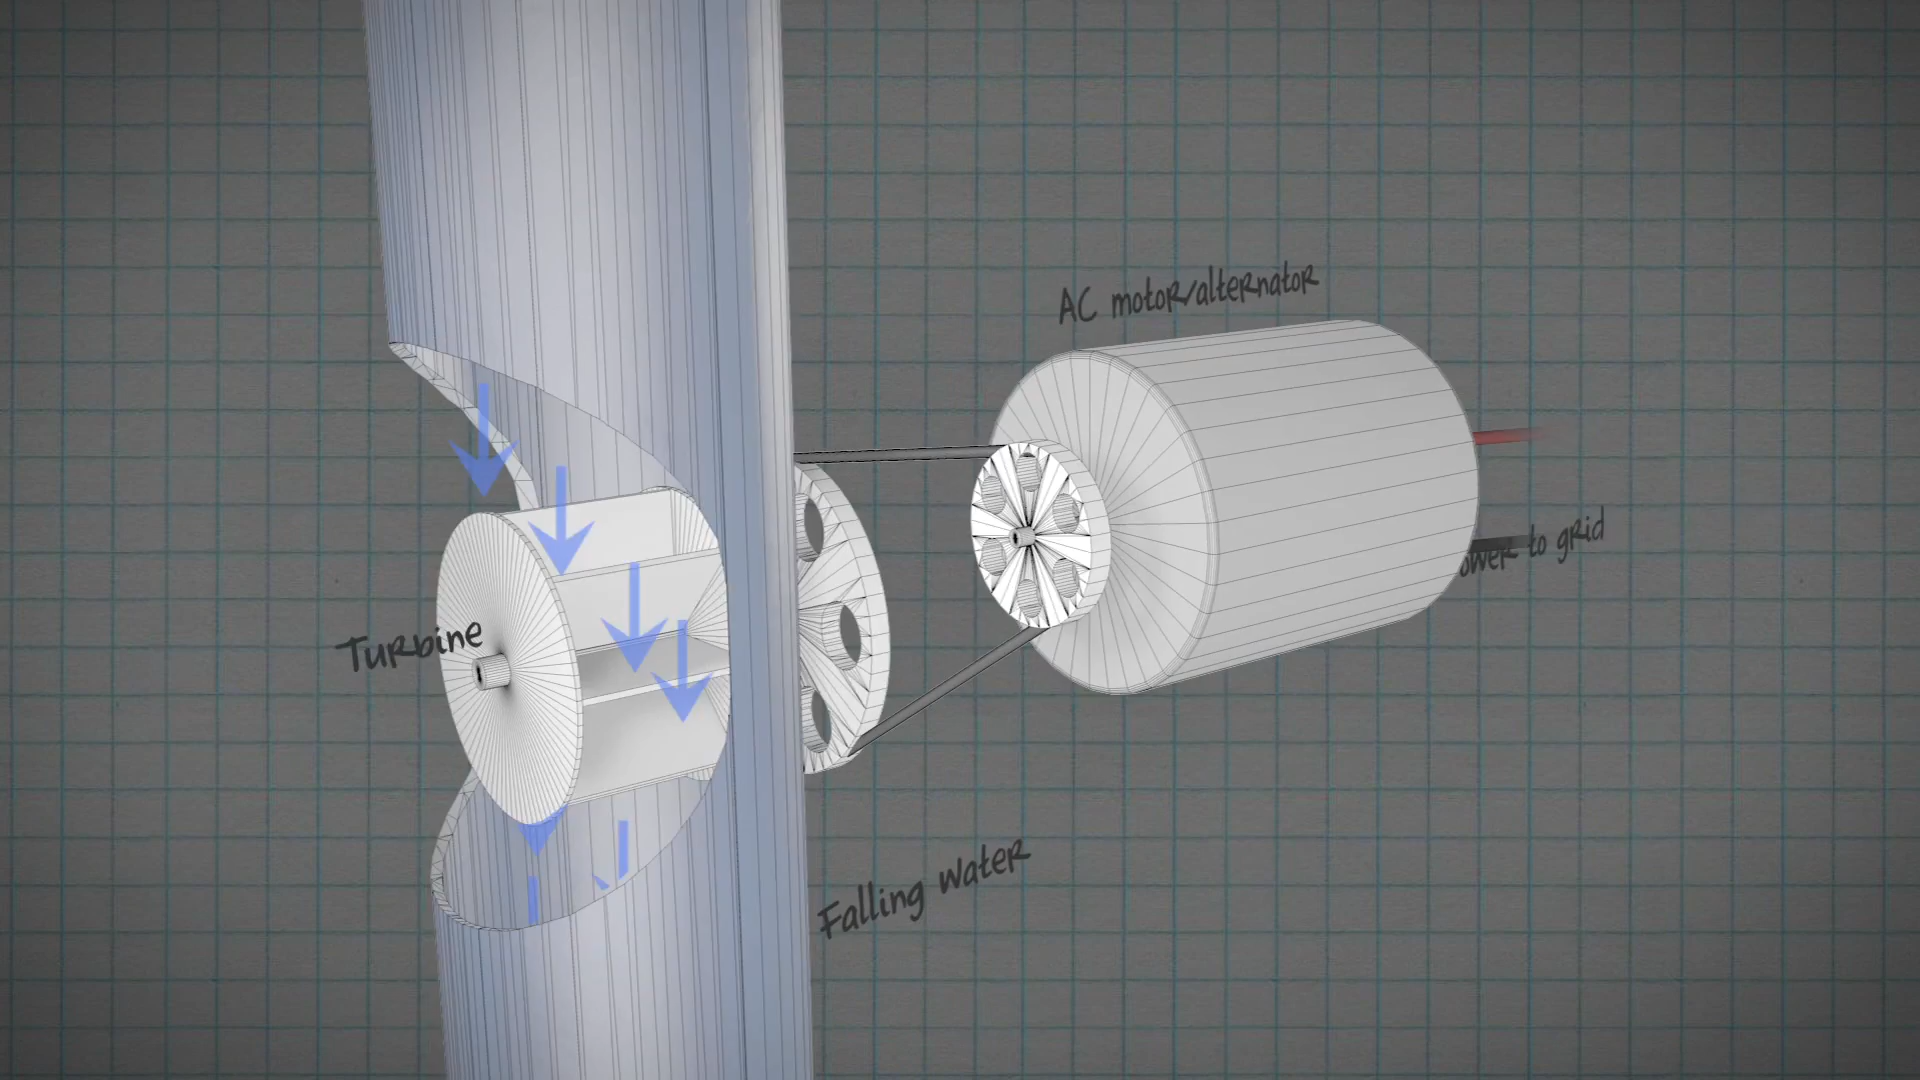 AC motor/alternator
ower to grid
Turbine
Falling water